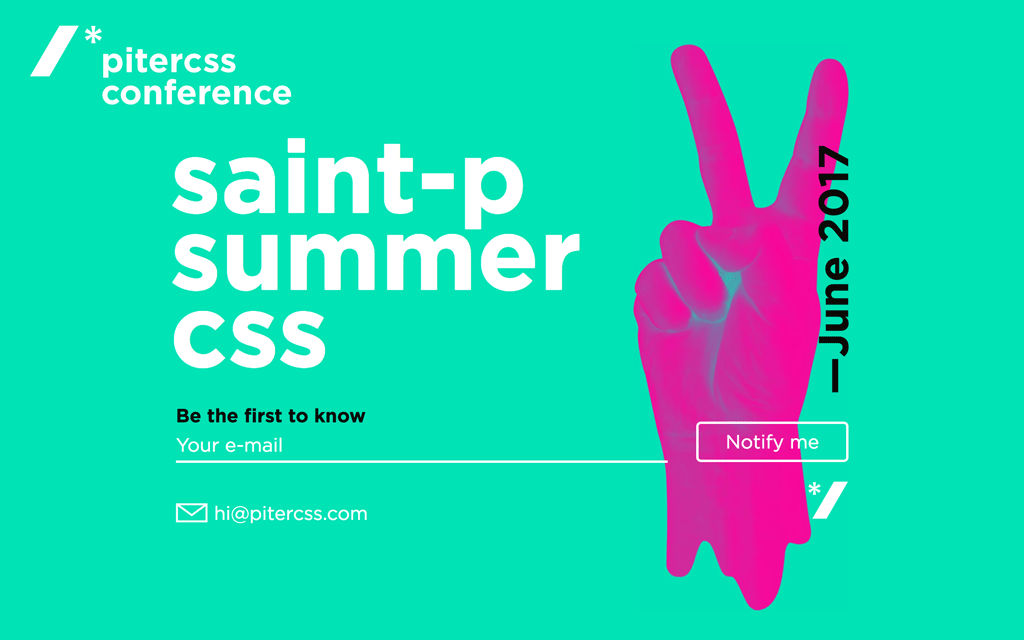 /*
pitercss
conference
saint-p
summer
css
—June 2017
Be the first to know
Your e-mail
Notify me
hi@pitercss.com
*/